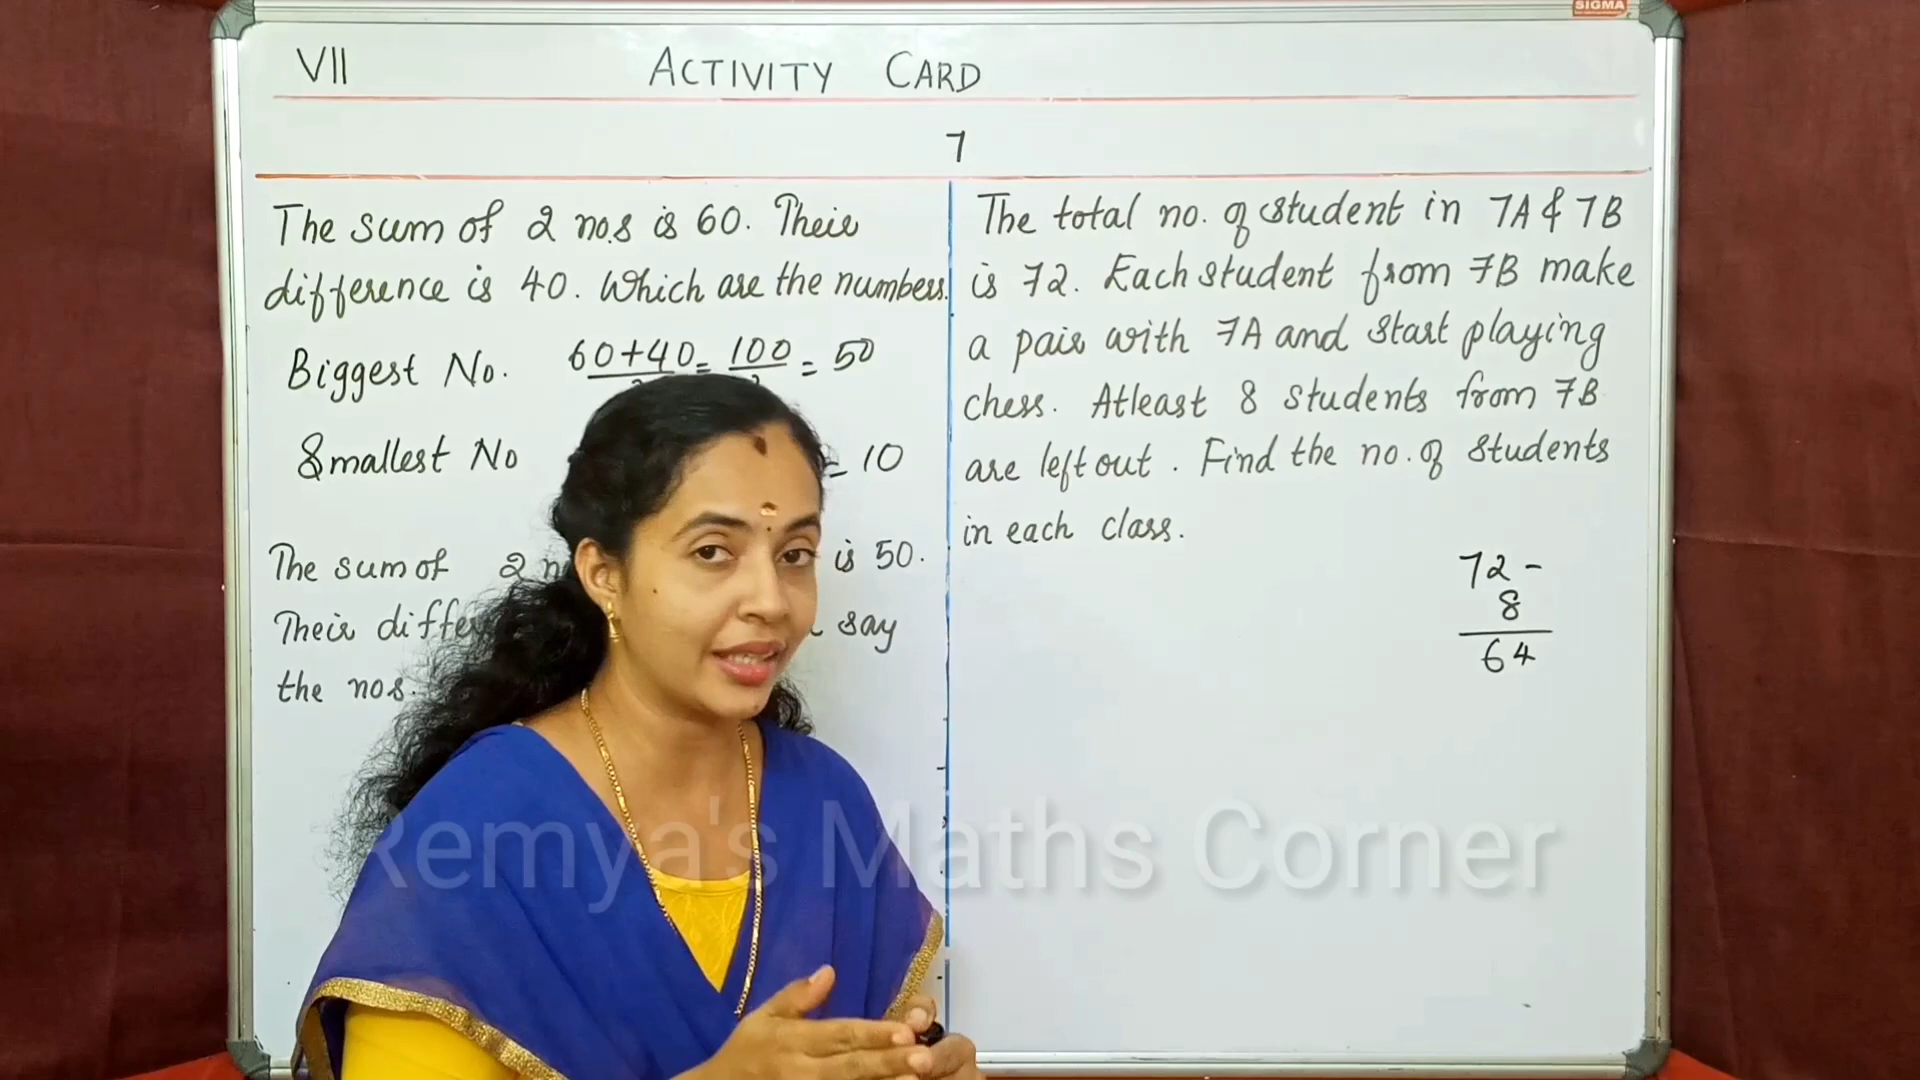 SIGMA
VII ACTIVITY CARD
7
The sum of 2 nos is 60. Their
difference is 40. Which are the numbers.
Biggest No. 60+40 = 100 = 50
Smallest No = 10
The sum of 2 is 50.
Their say
the nos.
The total no. of student in 7A & 7B
is 72. Each student from 7B make
a pair with 7A and start playing
chess. Atleast 8 students from 7B
are left out. Find the no. of students
in each class.
72 -
8
64
Remya's Maths Corner